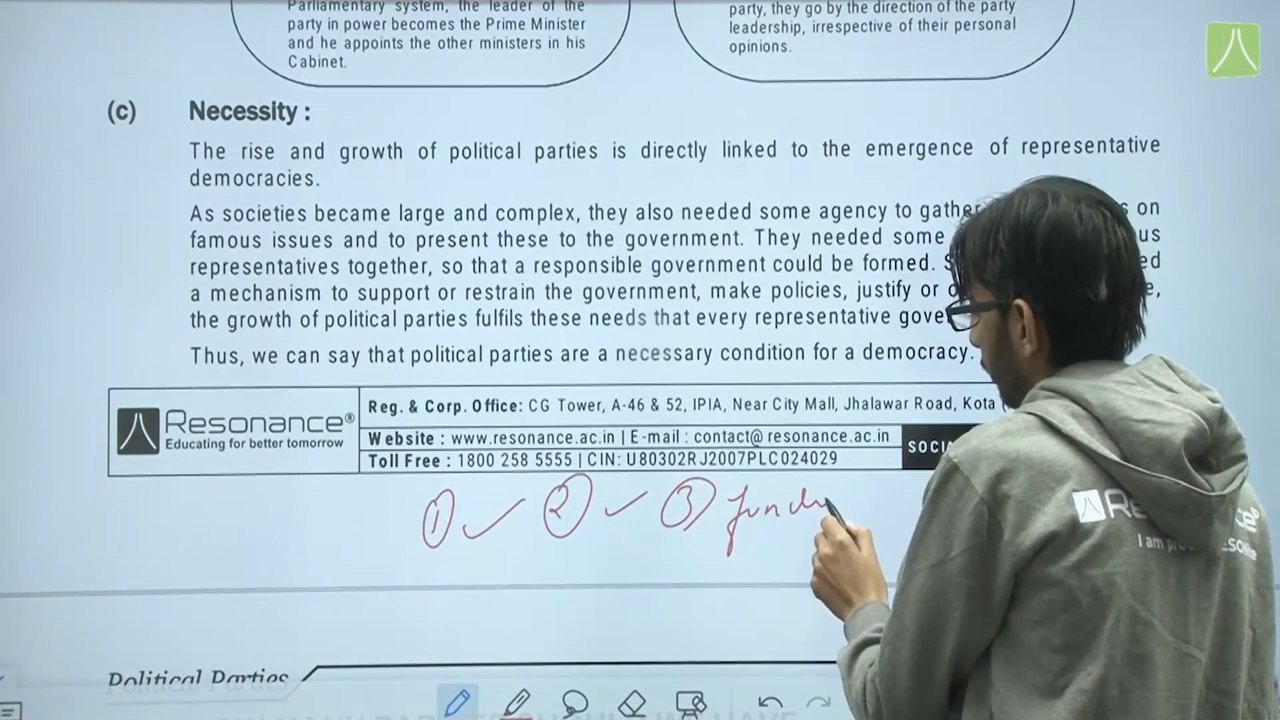 Parliamentary system, the leader of the
party in power becomes the Prime Minister
and he appoints the other ministers in his
Cabinet.
party, they go by the direction of the party
leadership, irrespective of their personal
opinions.
(c) Necessity :
The rise and growth of political parties is directly linked to the emergence of representative
democracies.
As societies became large and complex, they also needed some agency to gather on
famous issues and to present these to the government. They needed some
representatives together, so that a responsible government could be formed.
a mechanism to support or restrain the government, make policies, justify or
the growth of political parties fulfils these needs that every representative
Thus, we can say that political parties are a necessary condition for a democracy.
Resonance®
Educating for better tomorrow
Reg. & Corp. Office: CG Tower, A-46 & 52, IPIA, Near City Mall, Jhalawar Road, Kota
Website : www.resonance.ac.in | E-mail : contact@resonance.ac.in
Toll Free : 1800 258 5555 | CIN: U80302RJ2007PLC024029
① ✓ ② ✓ ③
I am
Political Parties